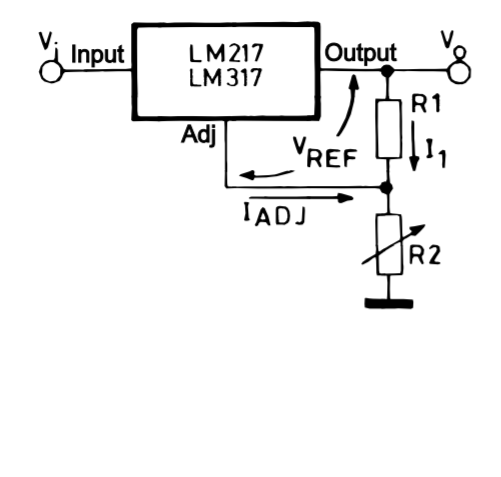 Vi Input
LM217
LM317
Output Vo
Adj
VREF
R1
I1
IADJ
R2